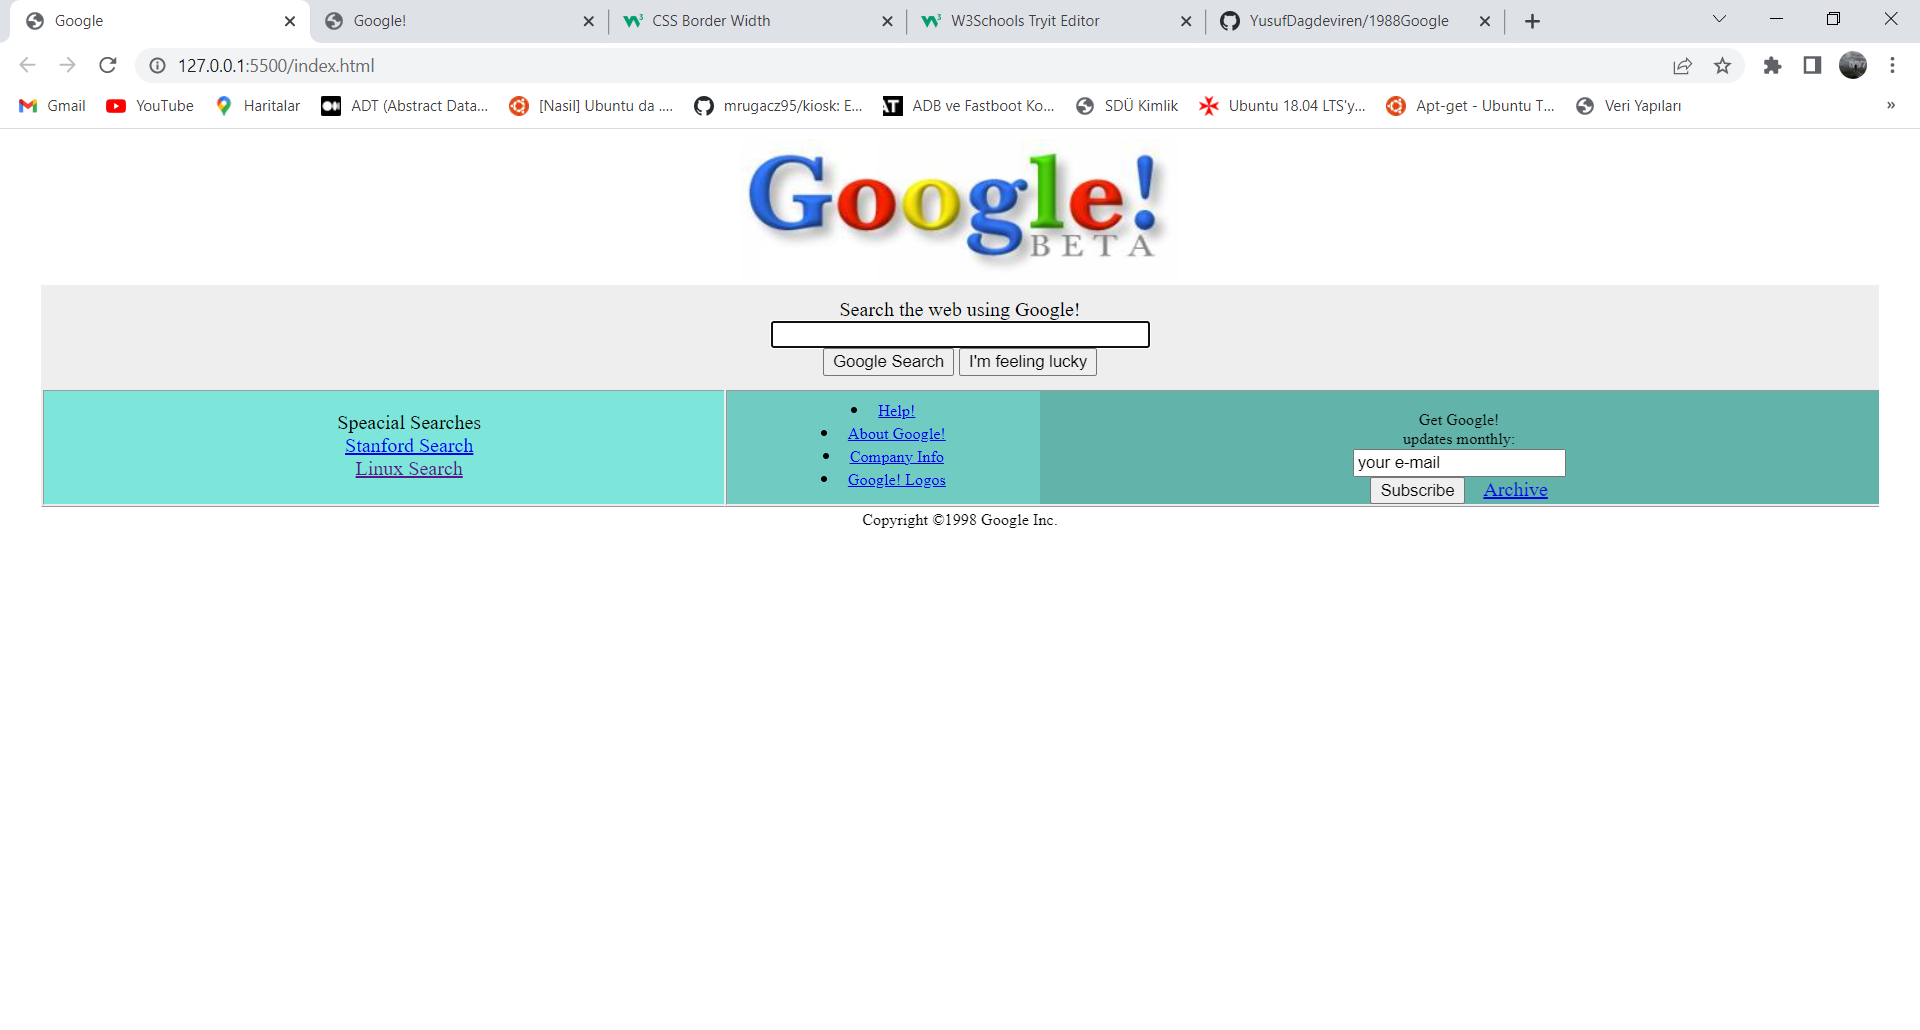 Google
Google!
CSS Border Width
W3Schools Tryit Editor
YusufDagdeviren/1988Google
127.0.0.1:5500/index.html
Gmail
YouTube
Haritalar
ADT (Abstract Data...
[Nasil] Ubuntu da ....
mrugacz95/kiosk: E...
ADB ve Fastboot Ko...
SDÜ Kimlik
Ubuntu 18.04 LTS'y...
Apt-get - Ubuntu T...
Veri Yapıları
»
Google!
BETA
Search the web using Google!
Google Search
I'm feeling lucky
Speacial Searches
Stanford Search
Linux Search
Help!
About Google!
Company Info
Google! Logos
Get Google!
updates monthly:
your e-mail
Subscribe
Archive
Copyright ©1998 Google Inc.